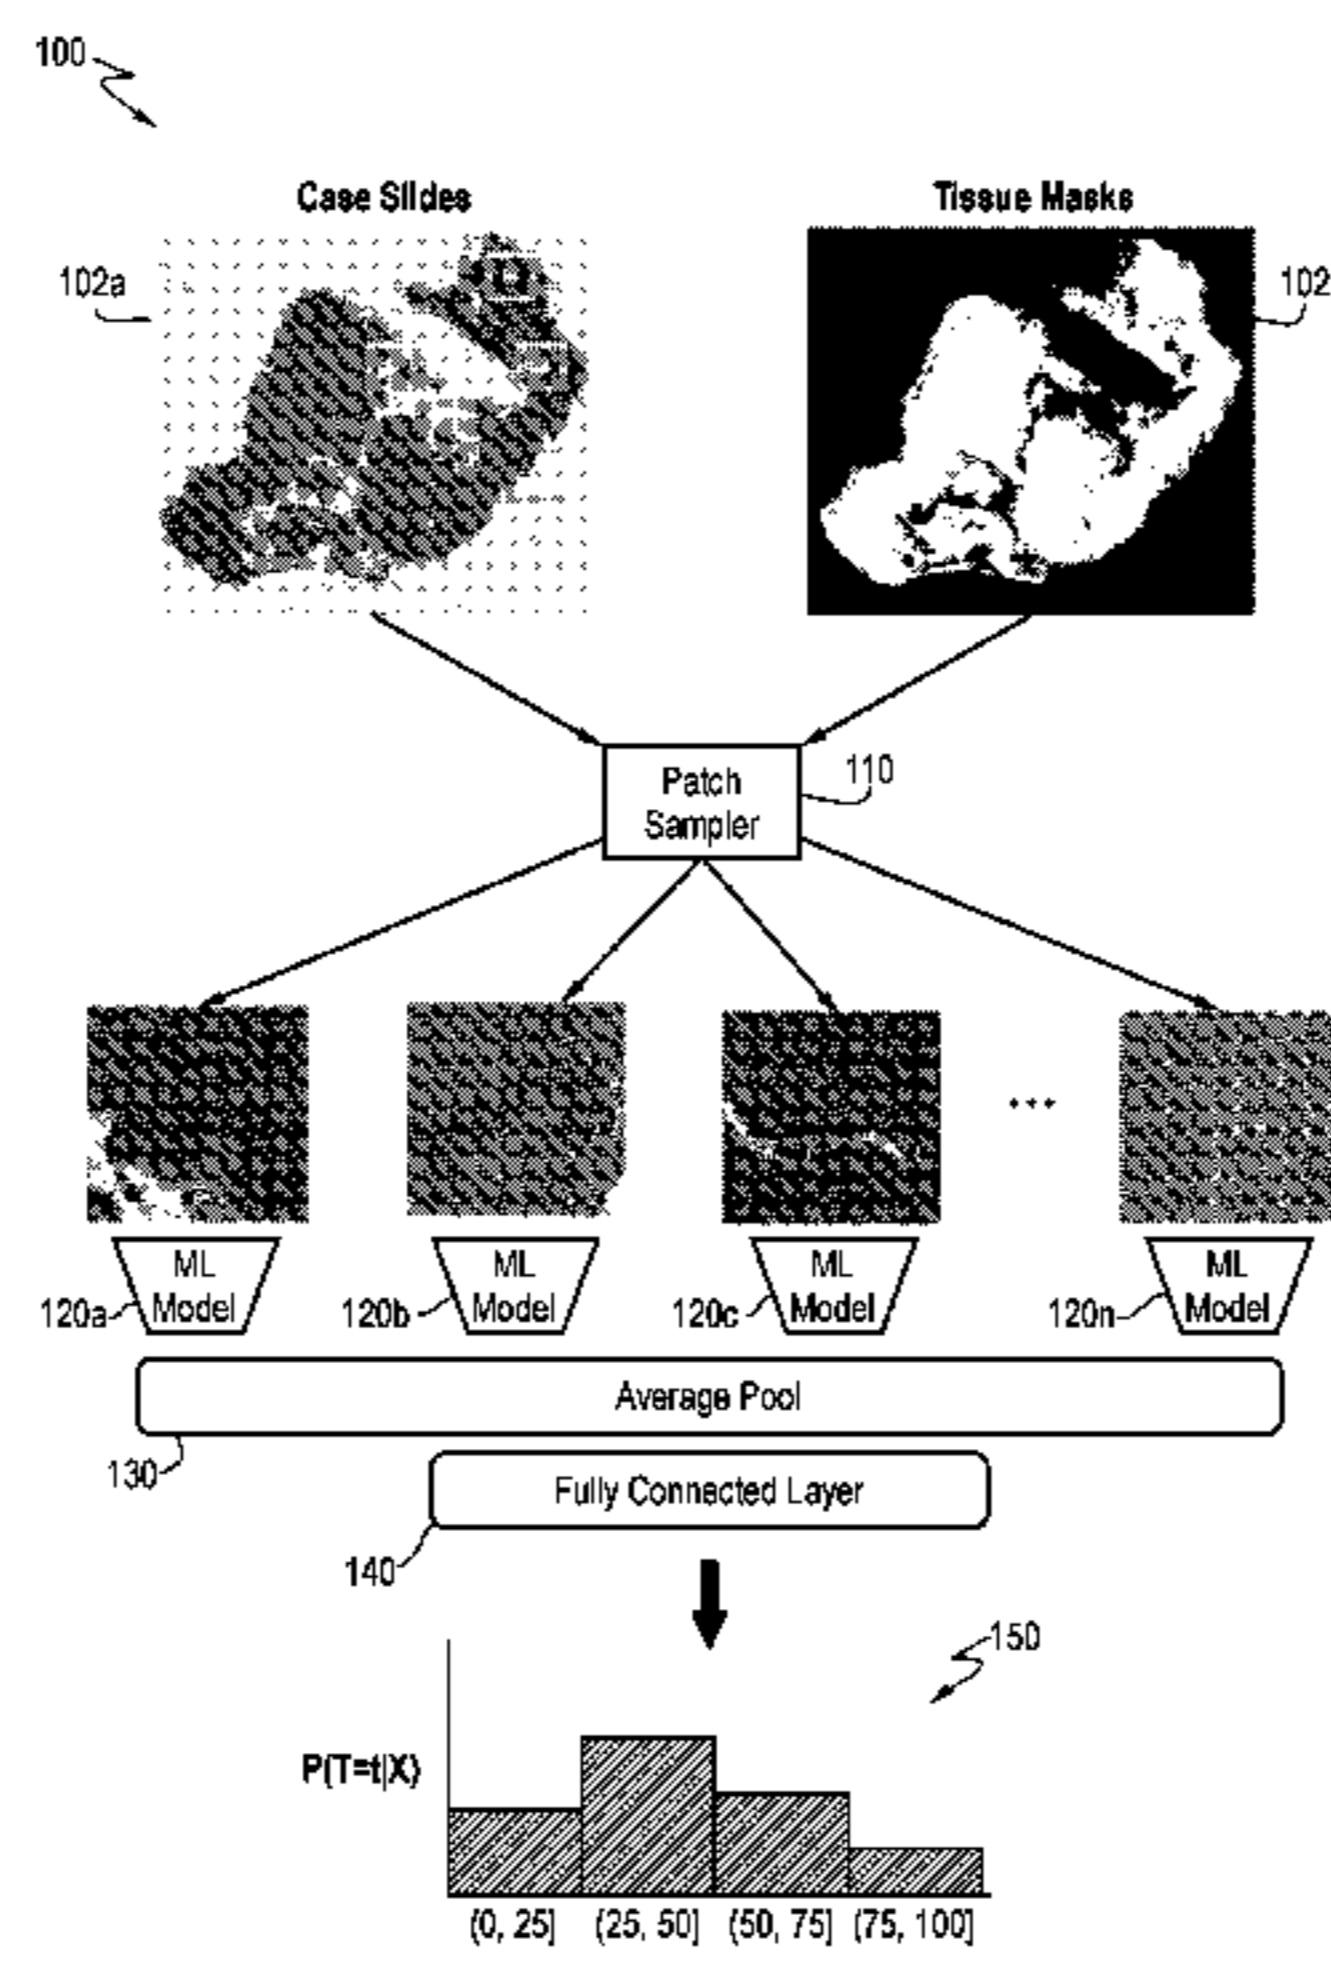 100
Case Slides
Tissue Masks
102a
102
Patch
Sampler
110
...
ML
Model
ML
Model
ML
Model
ML
Model
120a
120b
120c
120n
Average Pool
130
Fully Connected Layer
140
150
P(T=t|X)
(0, 25]
(25, 50]
(50, 75]
(75, 100]